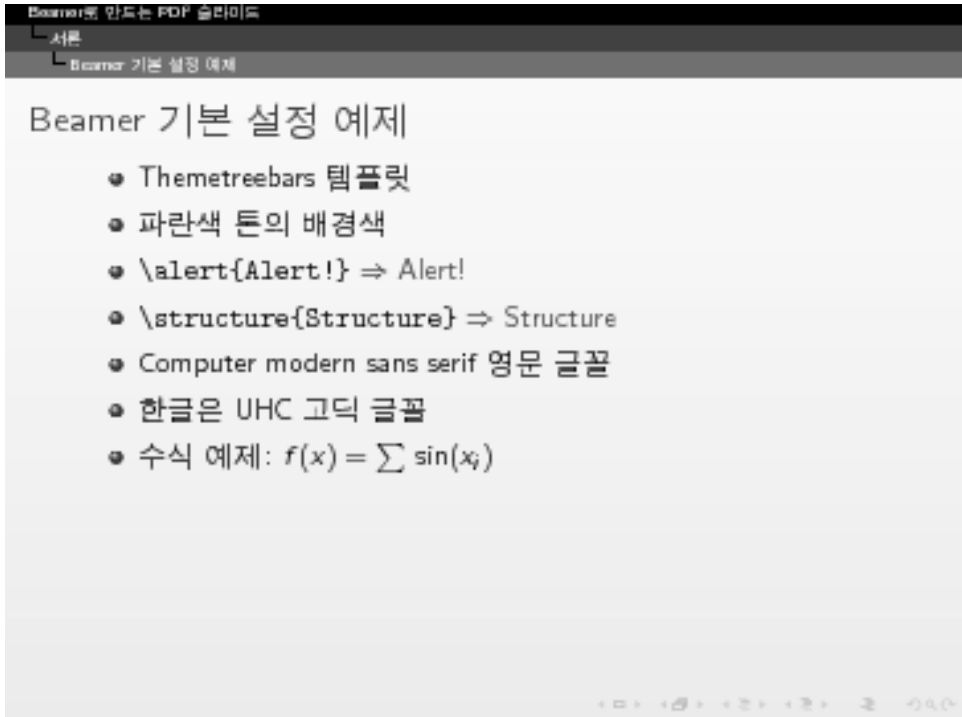 Beamer로 만드는 PDF 슬라이드
서론
Beamer 기본 설정 예제
Beamer 기본 설정 예제
Themetreebars 템플릿
파란색 톤의 배경색
\alert{Alert!} ⇒ Alert!
\structure{Structure} ⇒ Structure
Computer modern sans serif 영문 글꼴
한글은 UHC 고딕 글꼴
수식 예제: f(x) = ∑ sin(xᵢ)